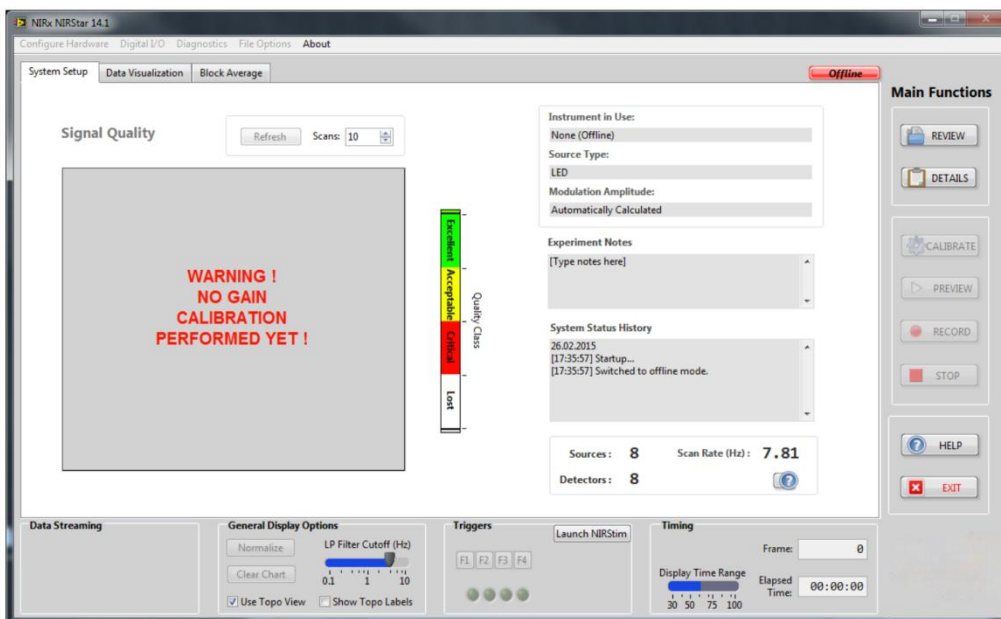 NIRx NIRStar 14.1
Configure Hardware Digital I/O Diagnostics File Options About
System Setup Data Visualization Block Average
Offline
Main Functions
Signal Quality
Refresh Scans: 10
WARNING !
NO GAIN
CALIBRATION
PERFORMED YET !
Excellent
Acceptable
Critical
Lost
Quality Class
Instrument in Use:
None (Offline)
Source Type:
LED
Modulation Amplitude:
Automatically Calculated
Experiment Notes
[Type notes here]
System Status History
26.02.2015
[17:35:57] Startup...
[17:35:57] Switched to offline mode.
Sources : 8 Scan Rate (Hz) : 7.81
Detectors : 8
REVIEW
DETAILS
CALIBRATE
PREVIEW
RECORD
STOP
HELP
EXIT
Data Streaming
General Display Options
Normalize
Clear Chart
LP Filter Cutoff (Hz)
0.1 1 10
Use Topo View Show Topo Labels
Triggers
Launch NIRStim
F1 F2 F3 F4
Timing
Frame: 0
Display Time Range
30 50 75 100
Elapsed
Time: 00:00:00